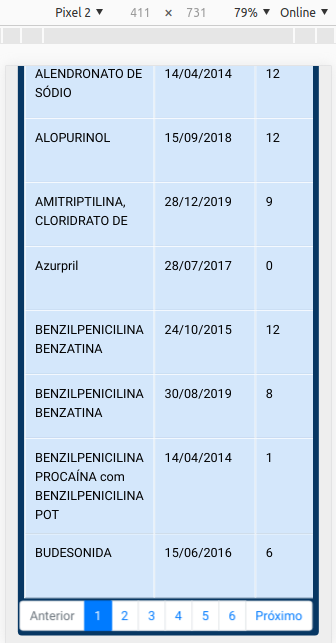 Pixel 2 ▼ 411 × 731 79% ▼ Online ▼
ALENDRONATO DE 14/04/2014 12
SÓDIO
ALOPURINOL 15/09/2018 12
AMITRIPTILINA, 28/12/2019 9
CLORIDRATO DE
Azurpril 28/07/2017 0
BENZILPENICILINA 24/10/2015 12
BENZATINA
BENZILPENICILINA 30/08/2019 8
BENZATINA
BENZILPENICILINA 14/04/2014 1
PROCAÍNA com
BENZILPENICILINA
POT
BUDESONIDA 15/06/2016 6
Anterior 1 2 3 4 5 6 Próximo